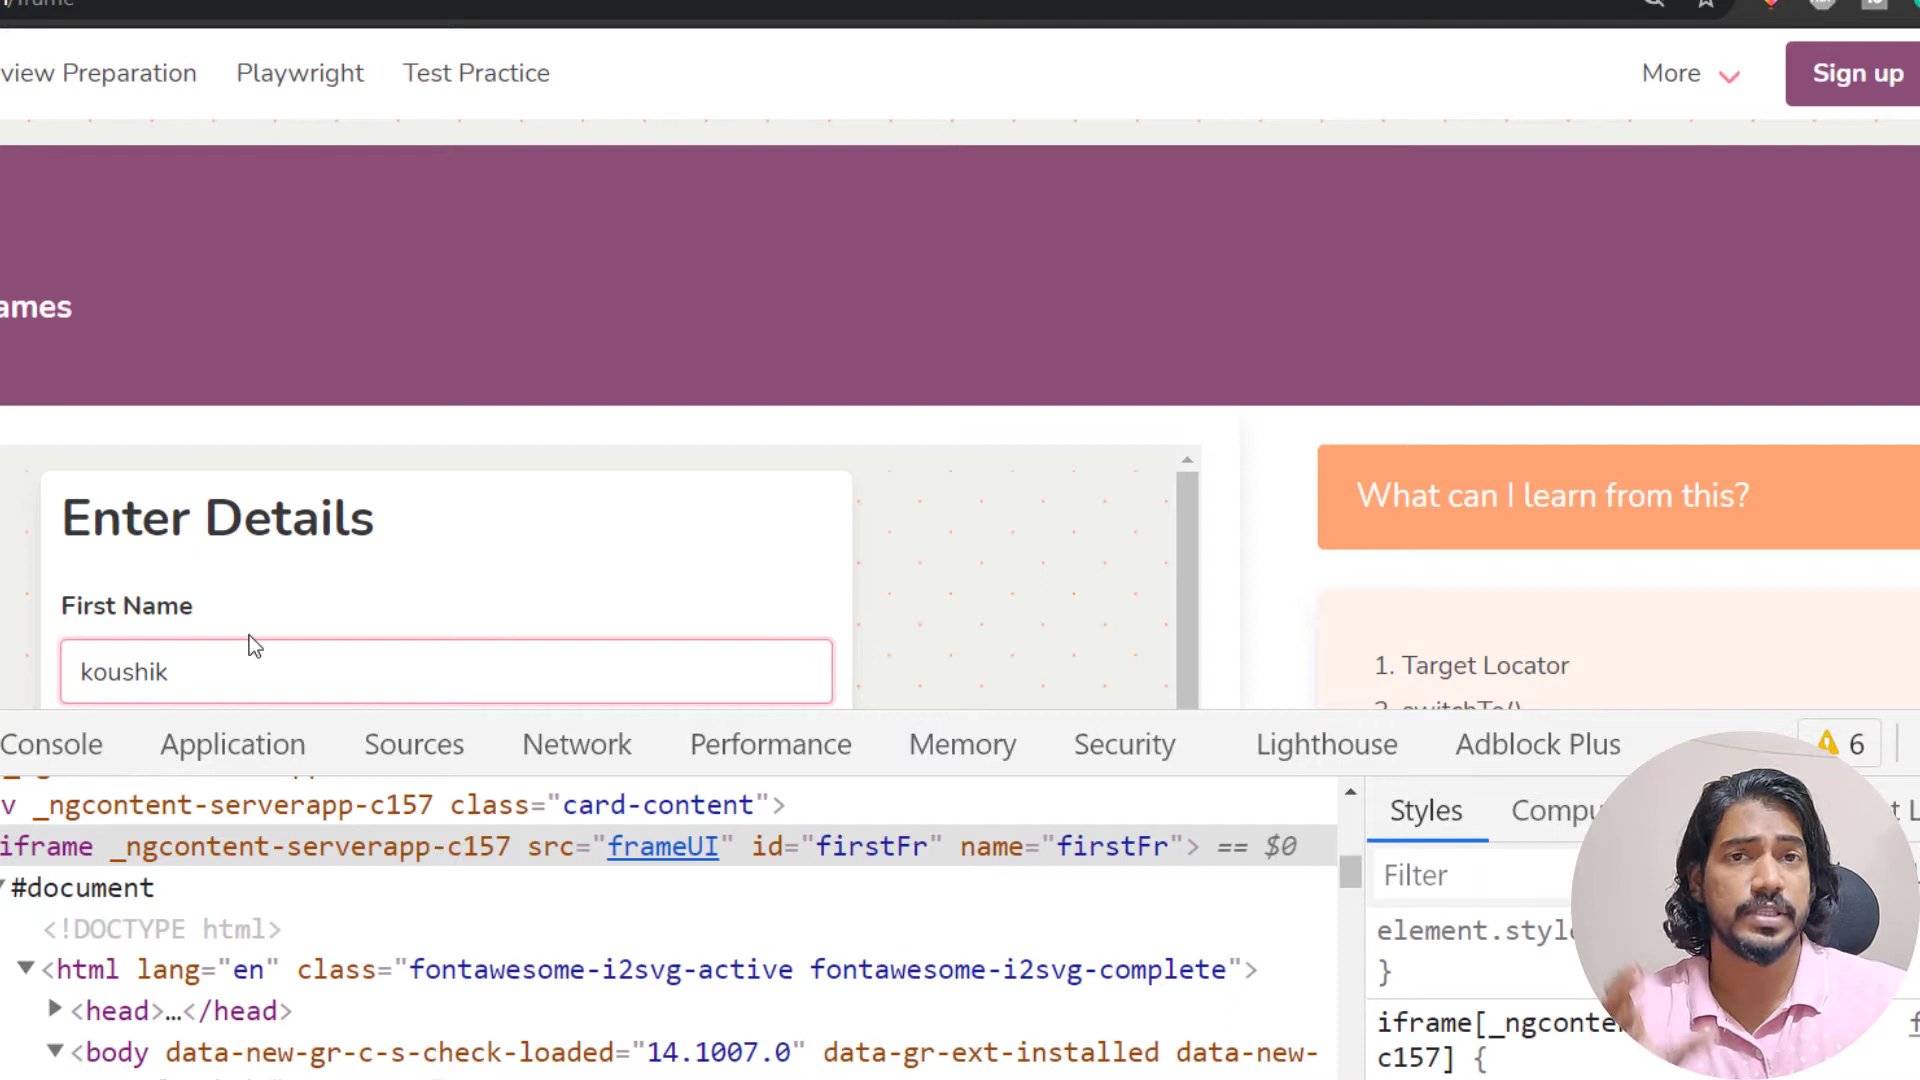 view Preparation Playwright Test Practice More Sign up
ames
Enter Details
What can I learn from this?
First Name
koushik
1. Target Locator
2. switchTo()
Console Application Sources Network Performance Memory Security Lighthouse Adblock Plus 6
v _ngcontent-serverapp-c157 class="card-content">
iframe _ngcontent-serverapp-c157 src="frameUI" id="firstFr" name="firstFr"> == $0
#document
<!DOCTYPE html>
<html lang="en" class="fontawesome-i2svg-active fontawesome-i2svg-complete">
<head>…</head>
<body data-new-gr-c-s-check-loaded="14.1007.0" data-gr-ext-installed data-new-
Styles Compu
Filter
element.style
}
iframe[_ngconte
c157] {